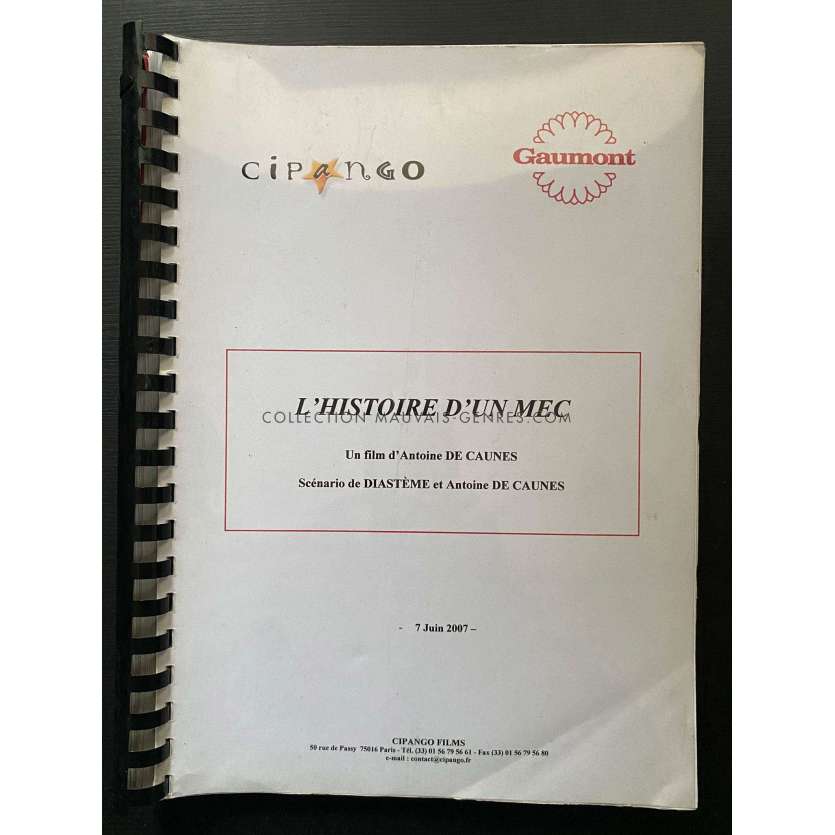 CIPANGO
Gaumont
L'HISTOIRE D'UN MEC
COLLECTION MAUVAIS-GENRES.COM
Un film d'Antoine DE CAUNES
Scénario de DIASTÈME et Antoine DE CAUNES
- 7 Juin 2007 –
CIPANGO FILMS
50 rue de Passy 75016 Paris - Tél. (33) 01 56 79 56 61 - Fax (33) 01 56 79 56 80
e-mail : contact@cipango.fr